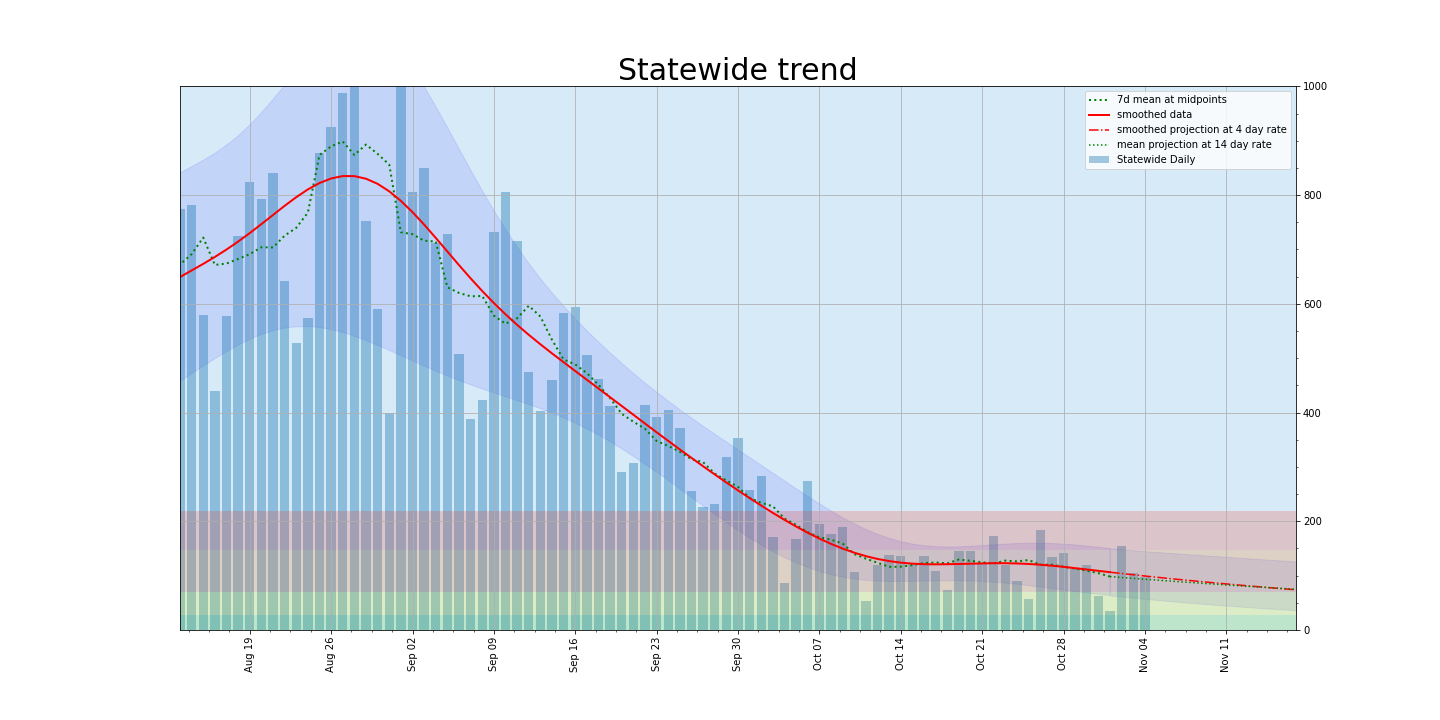 Statewide trend
7d mean at midpoints
smoothed data
smoothed projection at 4 day rate
mean projection at 14 day rate
Statewide Daily
1000
800
600
400
200
0
Aug 19
Aug 26
Sep 02
Sep 09
Sep 16
Sep 23
Sep 30
Oct 07
Oct 14
Oct 21
Oct 28
Nov 04
Nov 11